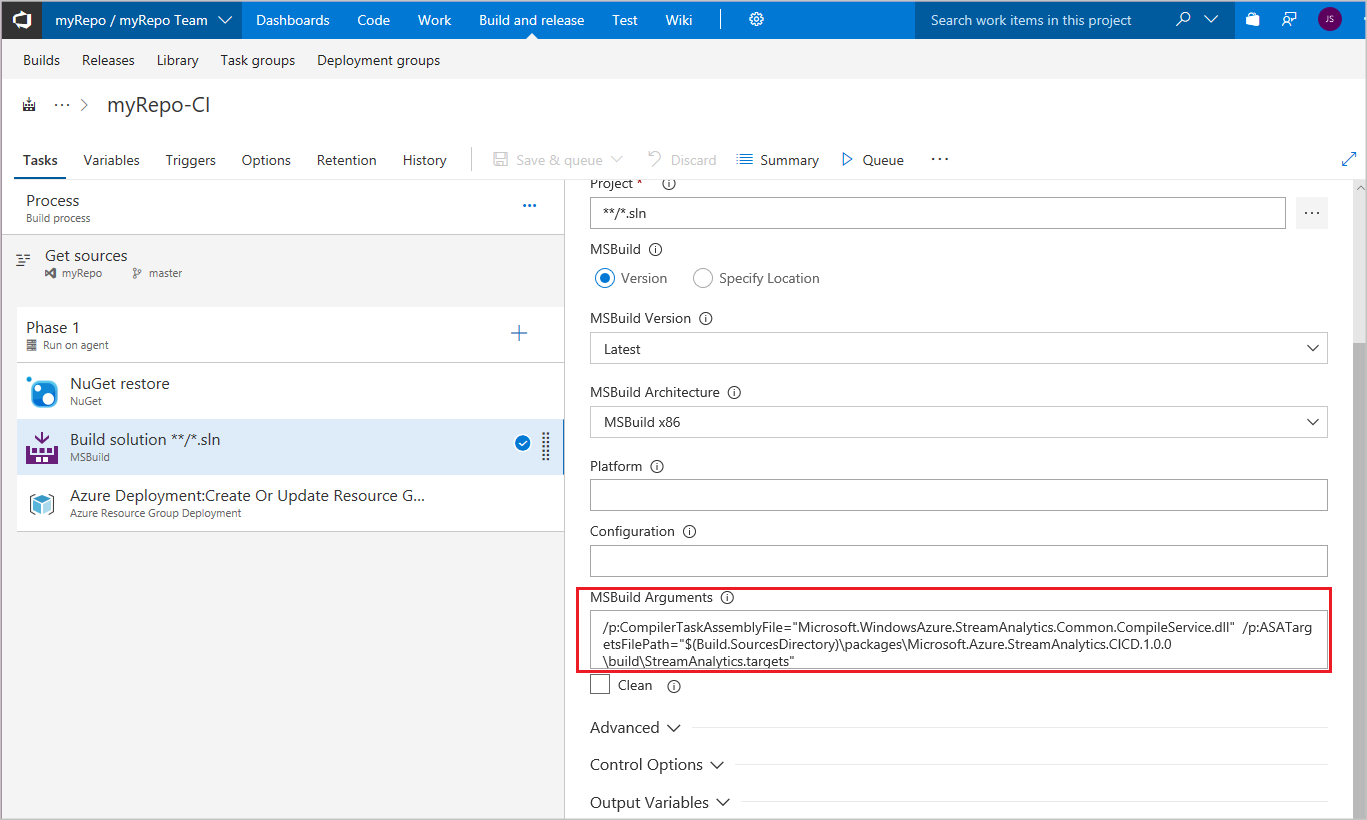 myRepo / myRepo Team Dashboards Code Work Build and release Test Wiki Search work items in this project JS
Builds Releases Library Task groups Deployment groups
... > myRepo-CI
Tasks Variables Triggers Options Retention History Save & queue Discard Summary Queue ...
Process ...
Build process
Get sources
myRepo master
Phase 1
Run on agent
NuGet restore
NuGet
Build solution **/*.sln
MSBuild
Azure Deployment:Create Or Update Resource G...
Azure Resource Group Deployment
Project *
**/*.sln ...
MSBuild
Version Specify Location
MSBuild Version
Latest
MSBuild Architecture
MSBuild x86
Platform
Configuration
MSBuild Arguments
/p:CompilerTaskAssemblyFile="Microsoft.WindowsAzure.StreamAnalytics.Common.CompileService.dll" /p:ASATarg
etsFilePath="$(Build.SourcesDirectory)\packages\Microsoft.Azure.StreamAnalytics.CICD.1.0.0
\build\StreamAnalytics.targets"
Clean
Advanced
Control Options
Output Variables